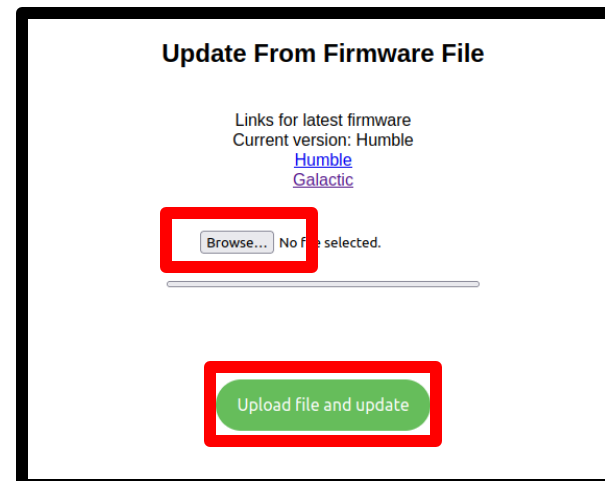 Update From Firmware File
Links for latest firmware
Current version: Humble
Humble
Galactic
Browse... No file selected.
Upload file and update